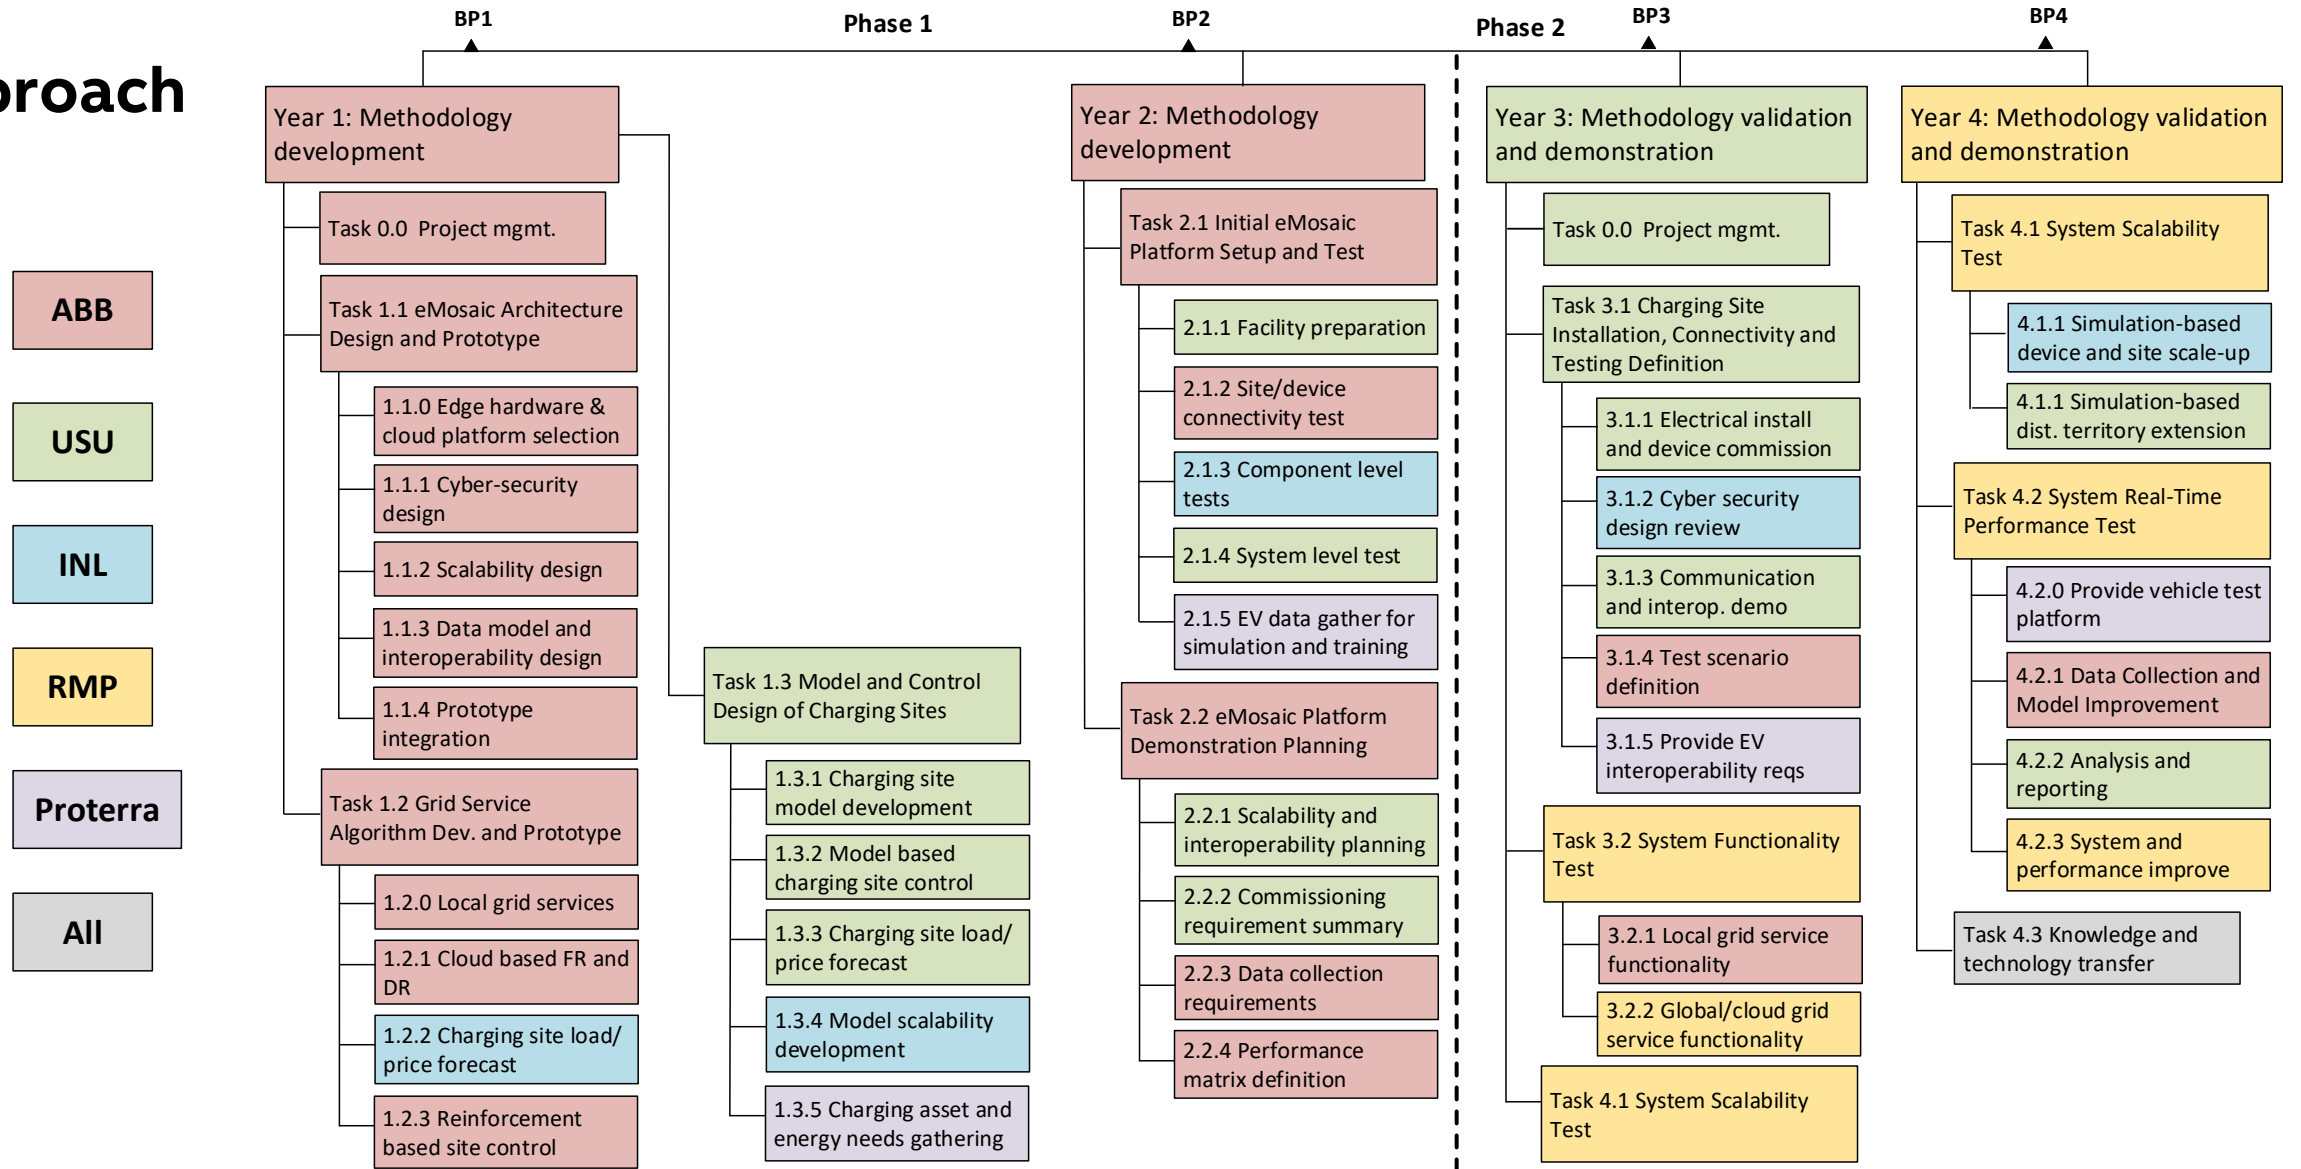 BP1
Phase 1
BP2
Phase 2
BP3
BP4
proach
ABB
USU
INL
RMP
Proterra
All
Year 1: Methodology
development
Task 0.0 Project mgmt.
Task 1.1 eMosaic Architecture
Design and Prototype
1.1.0 Edge hardware &
cloud platform selection
1.1.1 Cyber-security
design
1.1.2 Scalability design
1.1.3 Data model and
interoperability design
1.1.4 Prototype
integration
Task 1.2 Grid Service
Algorithm Dev. and Prototype
1.2.0 Local grid services
1.2.1 Cloud based FR and
DR
1.2.2 Charging site load/
price forecast
1.2.3 Reinforcement
based site control
Task 1.3 Model and Control
Design of Charging Sites
1.3.1 Charging site
model development
1.3.2 Model based
charging site control
1.3.3 Charging site load/
price forecast
1.3.4 Model scalability
development
1.3.5 Charging asset and
energy needs gathering
Year 2: Methodology
development
Task 2.1 Initial eMosaic
Platform Setup and Test
2.1.1 Facility preparation
2.1.2 Site/device
connectivity test
2.1.3 Component level
tests
2.1.4 System level test
2.1.5 EV data gather for
simulation and training
Task 2.2 eMosaic Platform
Demonstration Planning
2.2.1 Scalability and
interoperability planning
2.2.2 Commissioning
requirement summary
2.2.3 Data collection
requirements
2.2.4 Performance
matrix definition
Year 3: Methodology validation
and demonstration
Task 0.0 Project mgmt.
Task 3.1 Charging Site
Installation, Connectivity and
Testing Definition
3.1.1 Electrical install
and device commission
3.1.2 Cyber security
design review
3.1.3 Communication
and interop. demo
3.1.4 Test scenario
definition
3.1.5 Provide EV
interoperability reqs
Task 3.2 System Functionality
Test
3.2.1 Local grid service
functionality
3.2.2 Global/cloud grid
service functionality
Task 4.1 System Scalability
Test
Year 4: Methodology validation
and demonstration
Task 4.1 System Scalability
Test
4.1.1 Simulation-based
device and site scale-up
4.1.1 Simulation-based
dist. territory extension
Task 4.2 System Real-Time
Performance Test
4.2.0 Provide vehicle test
platform
4.2.1 Data Collection and
Model Improvement
4.2.2 Analysis and
reporting
4.2.3 System and
performance improve
Task 4.3 Knowledge and
technology transfer